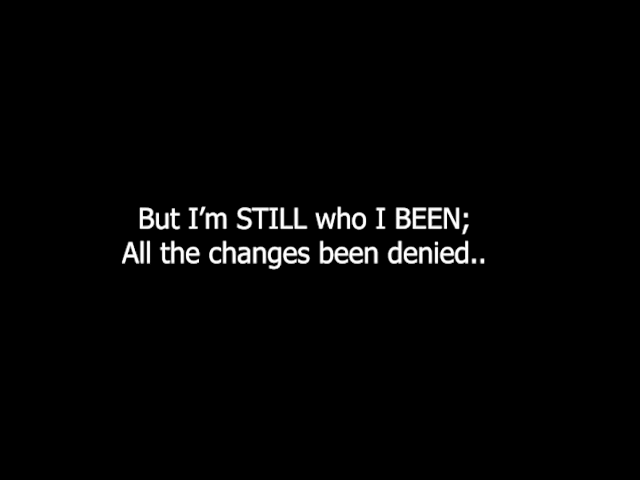 But I’m STILL who I BEEN;
All the changes been denied..